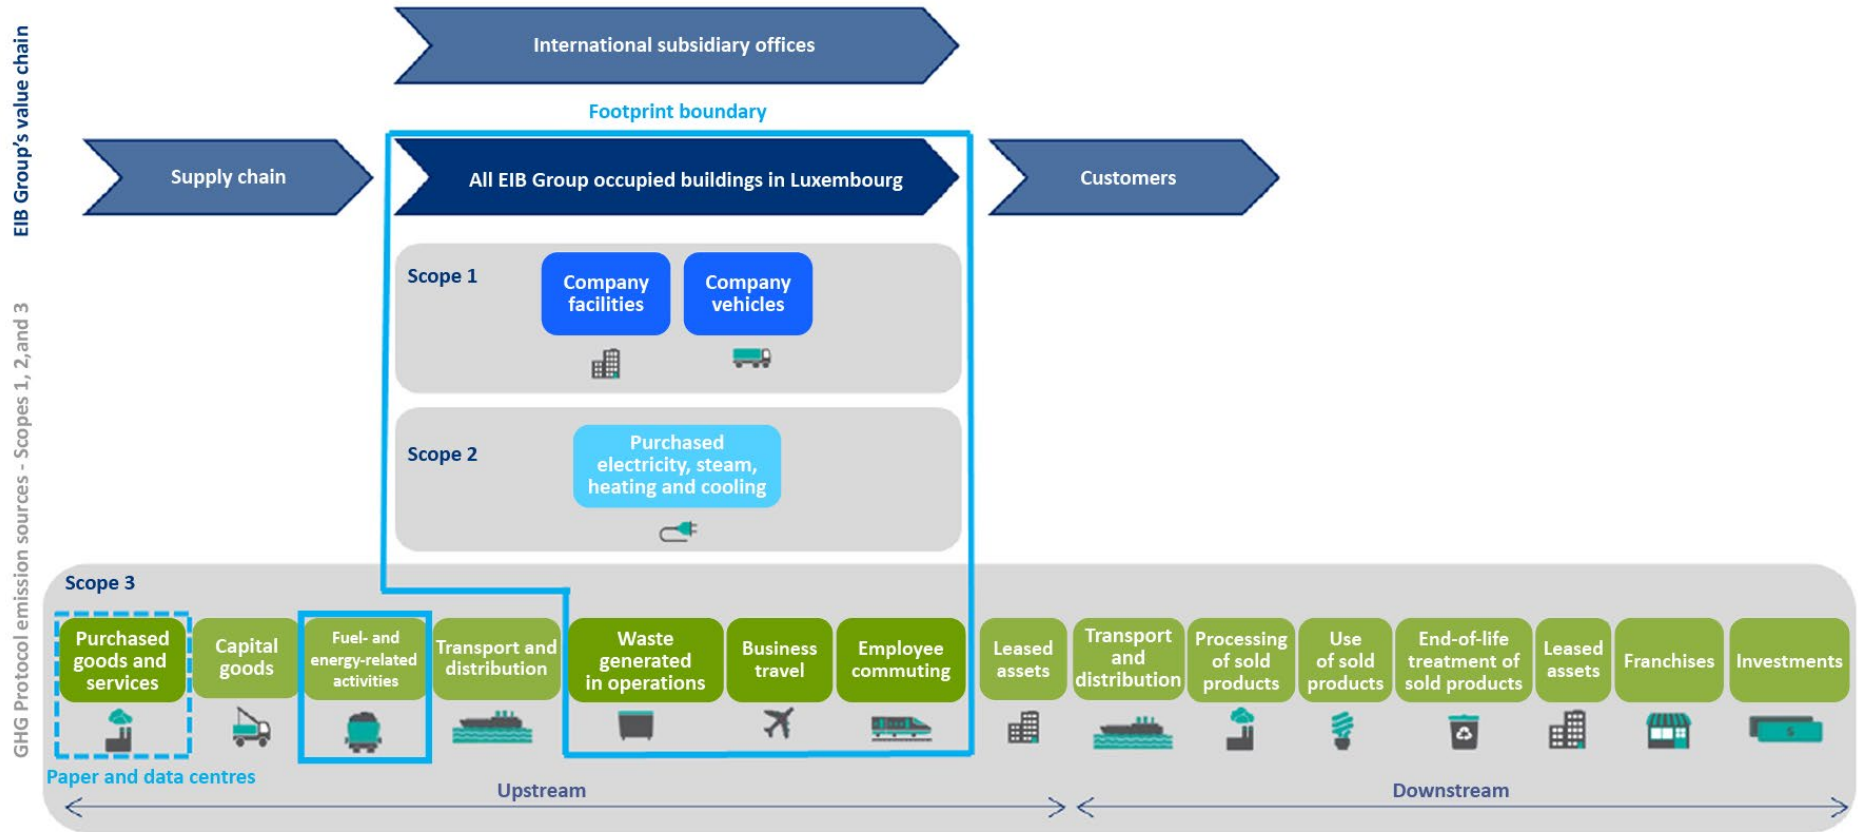 EIB Group's value chain
International subsidiary offices
Footprint boundary
Supply chain
All EIB Group occupied buildings in Luxembourg
Customers
GHG Protocol emission sources - Scopes 1, 2,and 3
Scope 1
Company
facilities
Company
vehicles
Scope 2
Purchased
electricity, steam,
heating and cooling
Scope 3
Purchased
goods and
services
Capital
goods
Fuel- and
energy-related
activities
Transport and
distribution
Waste
generated
in operations
Business
travel
Employee
commuting
Leased
assets
Transport
and
distribution
Processing
of sold
products
Use
of sold
products
End-of-life
treatment of
sold products
Leased
assets
Franchises
Investments
$
Paper and data centres
Upstream
Downstream